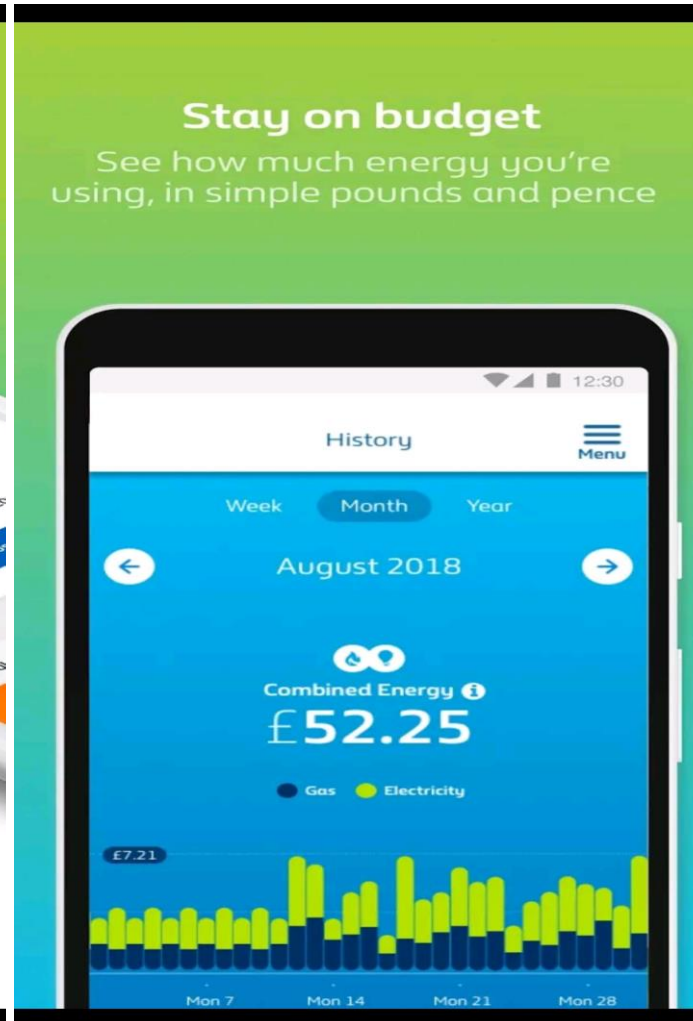 Stay on budget
See how much energy you're
using, in simple pounds and pence
12:30
History
Menu
Week Month Year
August 2018
Combined Energy
£52.25
Gas Electricity
£7.21
Mon 7 Mon 14 Mon 21 Mon 28